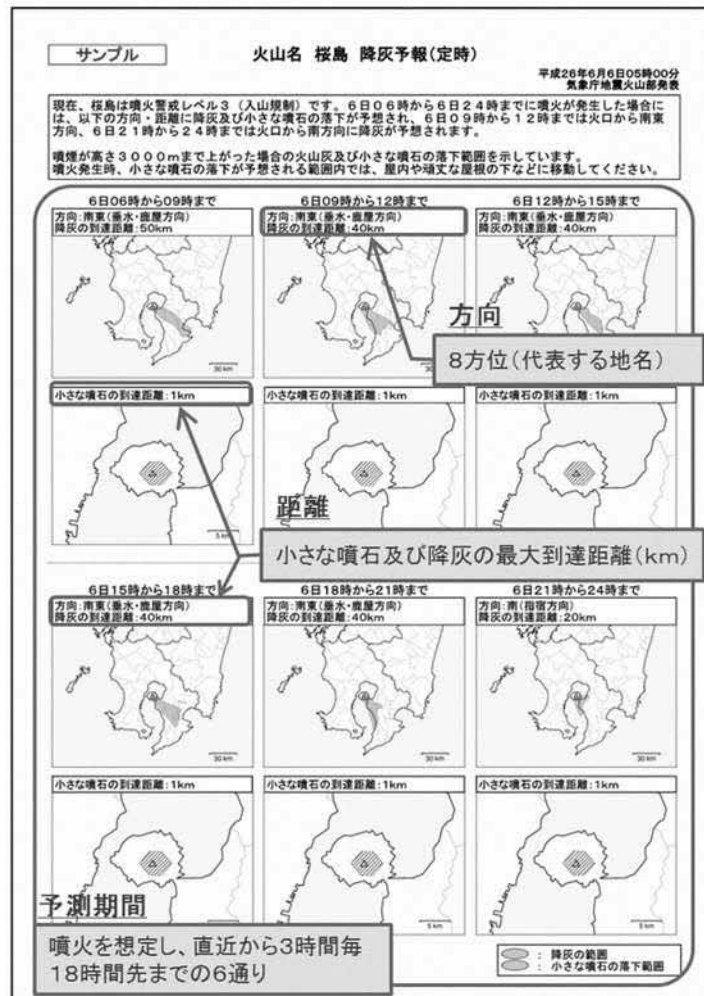 サンプル
火山名 桜島 降灰予報(定時)
平成26年6月6日05時00分
気象庁地震火山部発表
現在、桜島は噴火警戒レベル3(入山規制)です。6日06時から6日24時までに噴火が発生した場合に
は、以下の方向・距離に降灰及び小さな噴石の落下が予想され、6日09時から12時までは火口から南東
方向、6日21時から24時までは火口から南方向に降灰が予想されます。
噴煙が高さ3000mまで上がった場合の火山灰及び小さな噴石の落下範囲を示しています。
噴火発生時、小さな噴石の落下が予想される範囲内では、屋内や頑丈な屋根の下などに移動してください。
6日06時から09時まで
方向:南東(垂水・鹿屋方向)
降灰の到達距離:50km
30 km
6日09時から12時まで
方向:南東(垂水・鹿屋方向)
降灰の到達距離:40km
30 km
6日12時から15時まで
方向:南東(垂水・鹿屋方向)
降灰の到達距離:40km
方向
8方位(代表する地名)
小さな噴石の到達距離:1km
5 km
小さな噴石の到達距離:1km
小さな噴石の到達距離:1km
距離
小さな噴石及び降灰の最大到達距離(km)
6日15時から18時まで
方向:南東(垂水・鹿屋方向)
降灰の到達距離:40km
30 km
6日18時から21時まで
方向:南東(垂水・鹿屋方向)
降灰の到達距離:40km
30 km
6日21時から24時まで
方向:南(指宿方向)
降灰の到達距離:20km
30 km
小さな噴石の到達距離:1km
小さな噴石の到達距離:1km
5 km
小さな噴石の到達距離:1km
5 km
予測期間
噴火を想定し、直近から3時間毎
18時間先までの6通り
: 降灰の範囲
: 小さな噴石の落下範囲